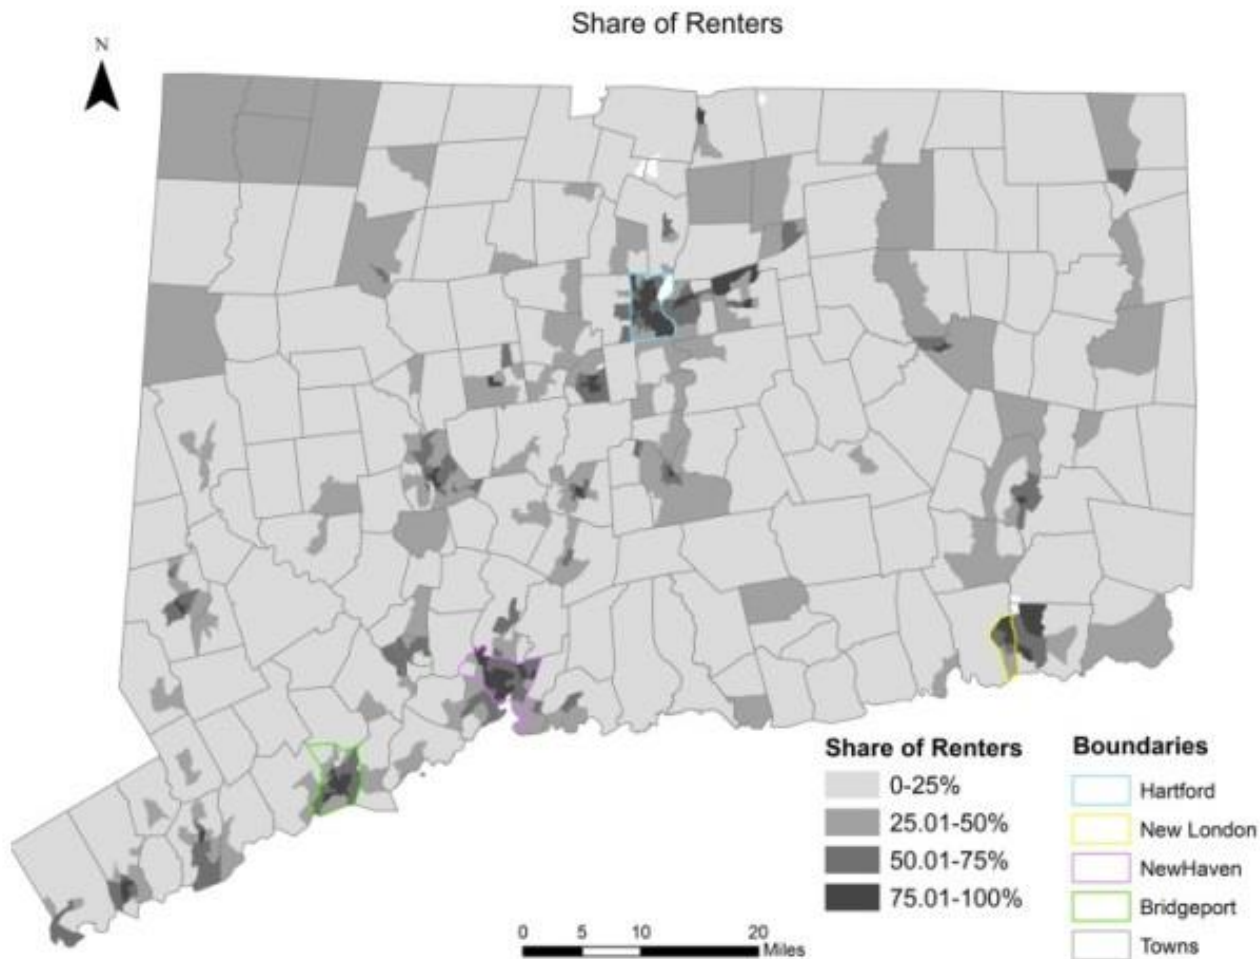 Share of Renters
N
Share of Renters
0-25%
25.01-50%
50.01-75%
75.01-100%
Boundaries
Hartford
New London
NewHaven
Bridgeport
Towns
0 5 10 20
Miles